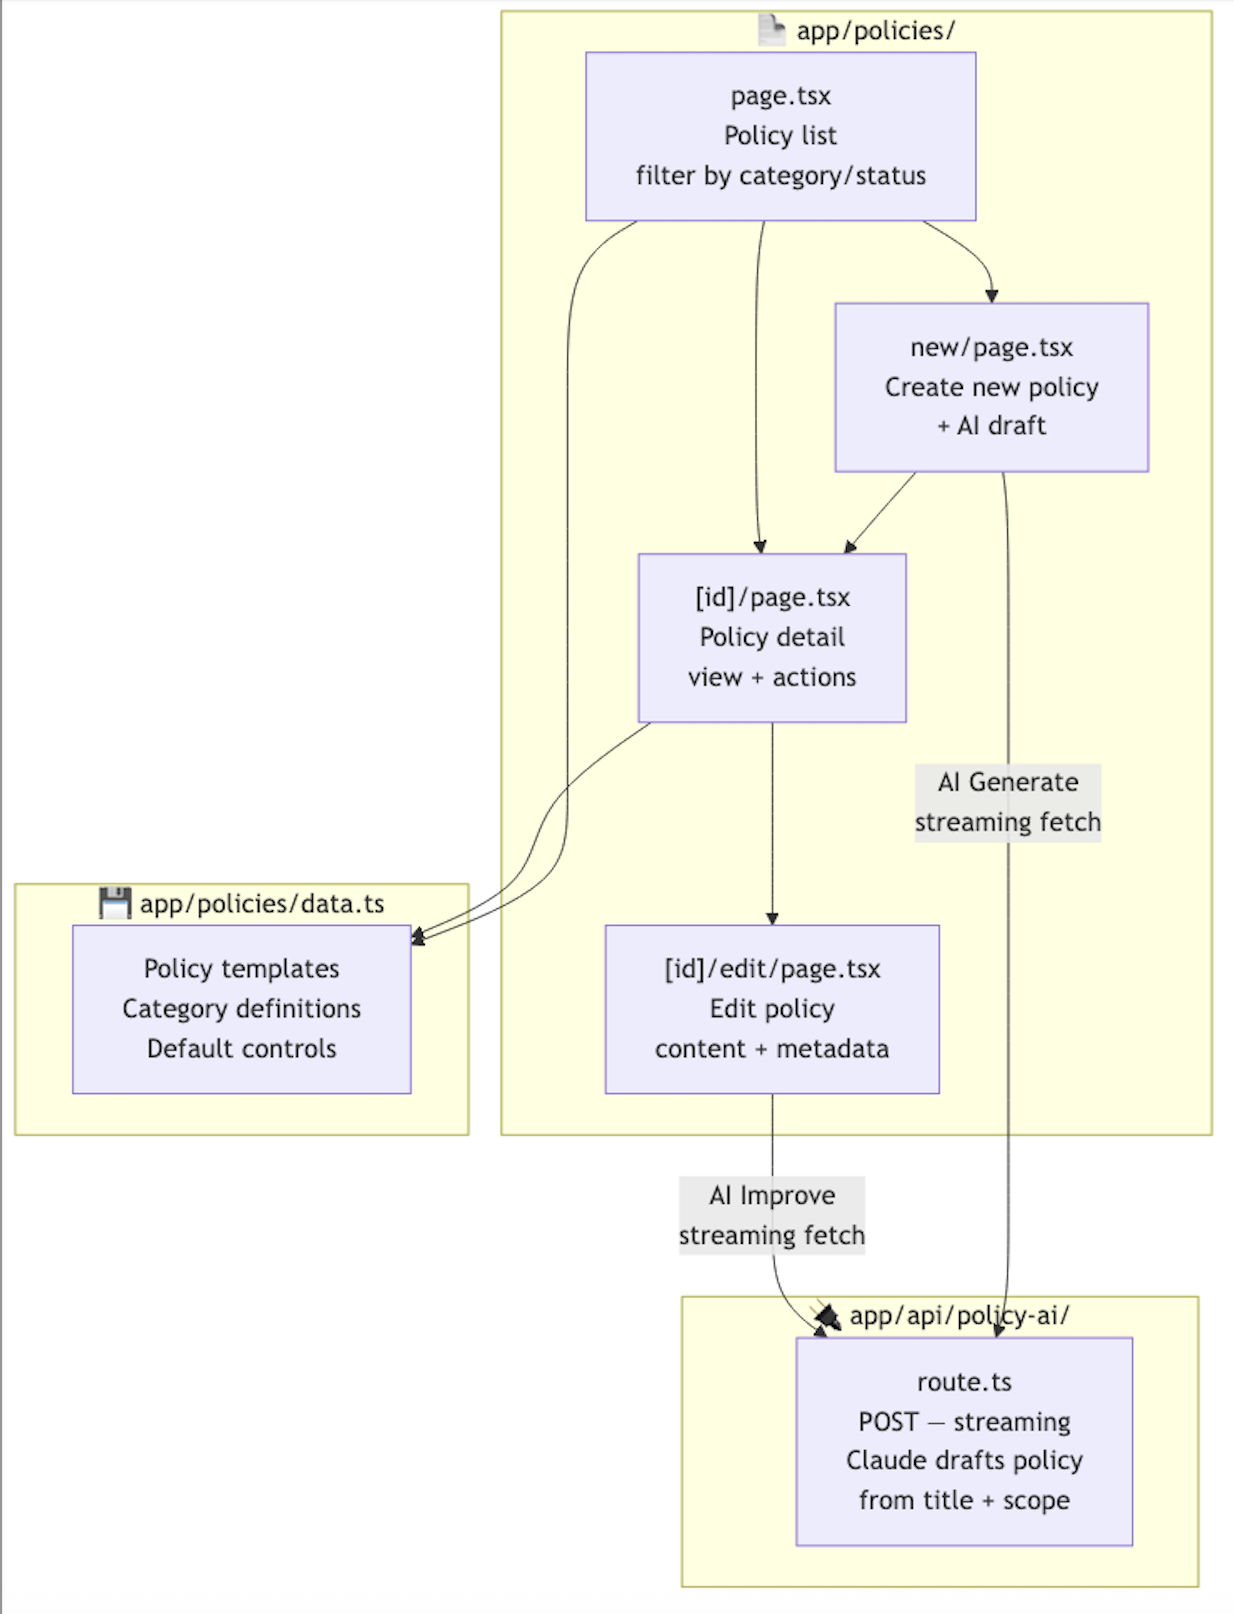 app/policies/
page.tsx
Policy list
filter by category/status
new/page.tsx
Create new policy
+ AI draft
[id]/page.tsx
Policy detail
view + actions
AI Generate
streaming fetch
app/policies/data.ts
Policy templates
Category definitions
Default controls
[id]/edit/page.tsx
Edit policy
content + metadata
AI Improve
streaming fetch
app/api/policy-ai/
route.ts
POST — streaming
Claude drafts policy
from title + scope